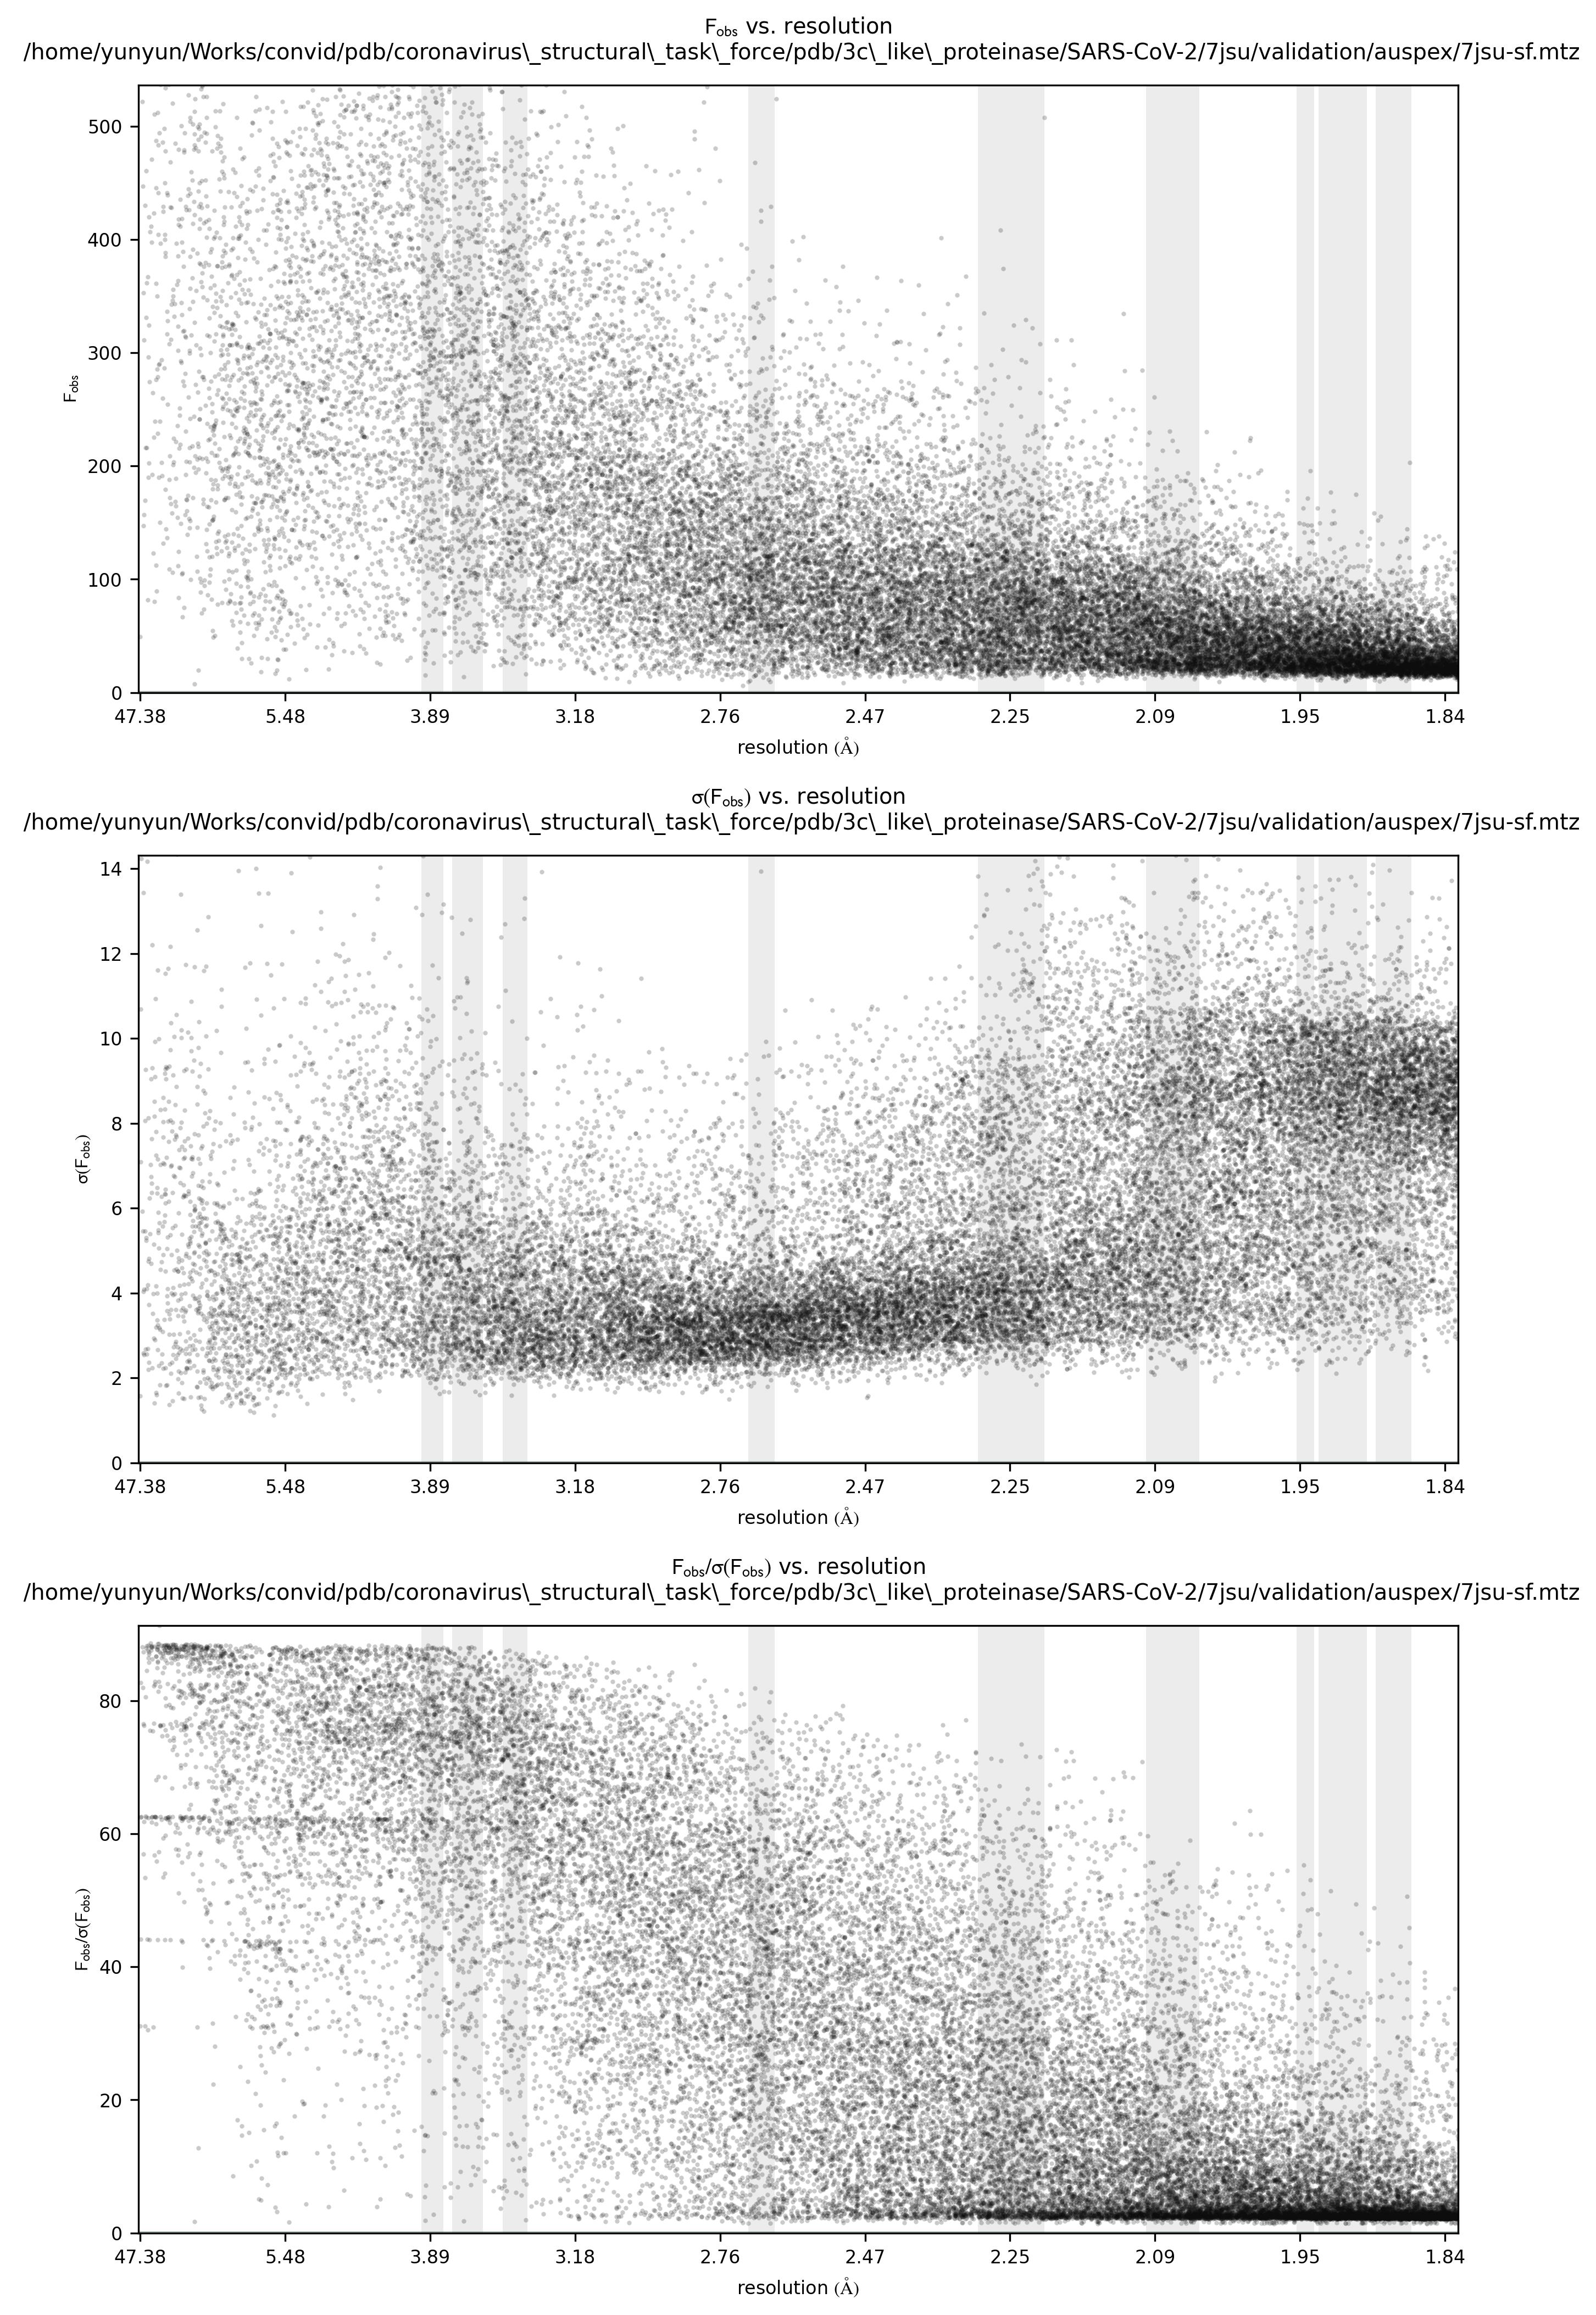 Fobs vs. resolution
/home/yunyun/Works/convid/pdb/coronavirus\_structural\_task\_force/pdb/3c\_like\_proteinase/SARS-CoV-2/7jsu/validation/auspex/7jsu-sf.mtz
500
400
300
200
100
0
Fobs
47.38 5.48 3.89 3.18 2.76 2.47 2.25 2.09 1.95 1.84
resolution (Å)
σ(Fobs) vs. resolution
/home/yunyun/Works/convid/pdb/coronavirus\_structural\_task\_force/pdb/3c\_like\_proteinase/SARS-CoV-2/7jsu/validation/auspex/7jsu-sf.mtz
14
12
10
8
6
4
2
0
σ(Fobs)
47.38 5.48 3.89 3.18 2.76 2.47 2.25 2.09 1.95 1.84
resolution (Å)
Fobs/σ(Fobs) vs. resolution
/home/yunyun/Works/convid/pdb/coronavirus\_structural\_task\_force/pdb/3c\_like\_proteinase/SARS-CoV-2/7jsu/validation/auspex/7jsu-sf.mtz
80
60
40
20
0
Fobs/σ(Fobs)
47.38 5.48 3.89 3.18 2.76 2.47 2.25 2.09 1.95 1.84
resolution (Å)